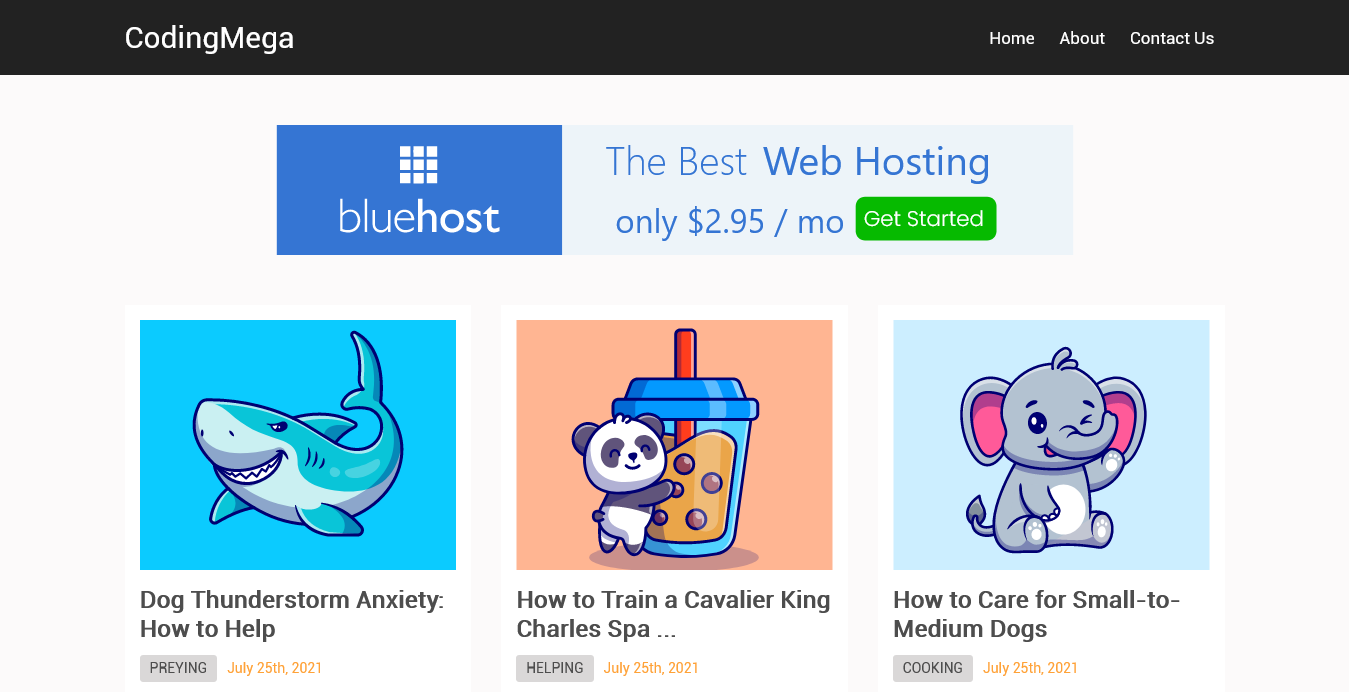 CodingMega
Home About Contact Us
bluehost
The Best Web Hosting
only $2.95 / mo Get Started
Dog Thunderstorm Anxiety:
How to Help
PREYING July 25th, 2021
How to Train a Cavalier King
Charles Spa ...
HELPING July 25th, 2021
How to Care for Small-to-
Medium Dogs
COOKING July 25th, 2021